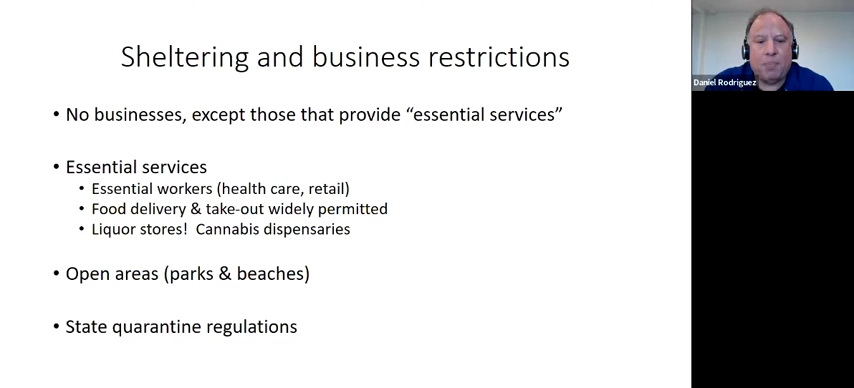 Sheltering and business restrictions
• No businesses, except those that provide “essential services”
• Essential services
• Essential workers (health care, retail)
• Food delivery & take-out widely permitted
• Liquor stores!  Cannabis dispensaries
• Open areas (parks & beaches)
• State quarantine regulations
Daniel Rodriguez